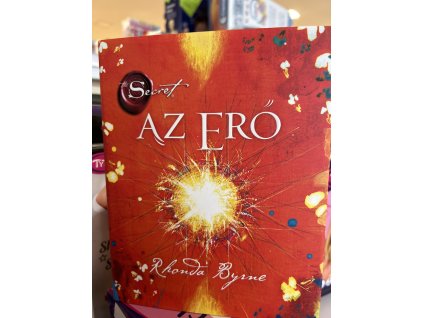 Secret
AZ ERŐ
Rhonda Byrne